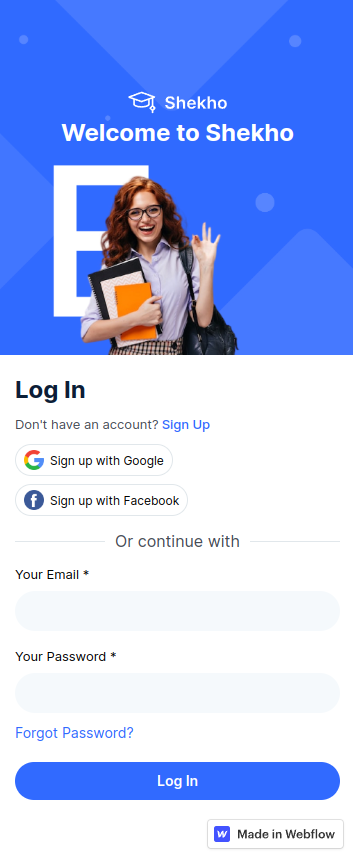 Shekho
Welcome to Shekho
E
Log In
Don't have an account? Sign Up
Sign up with Google
Sign up with Facebook
Or continue with
Your Email *
Your Password *
Forgot Password?
Log In
Made in Webflow